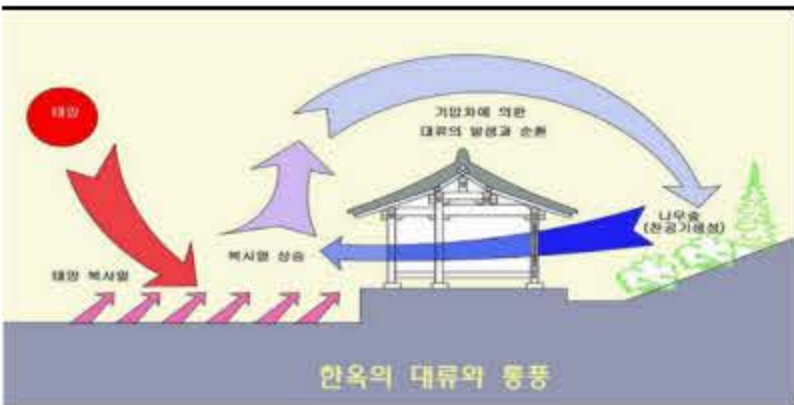 태양
기압차에 의한
대류의 발생과 순환
나무숲
(찬공기생성)
복사열 상승
태양 복사열
한옥의 대류와 통풍